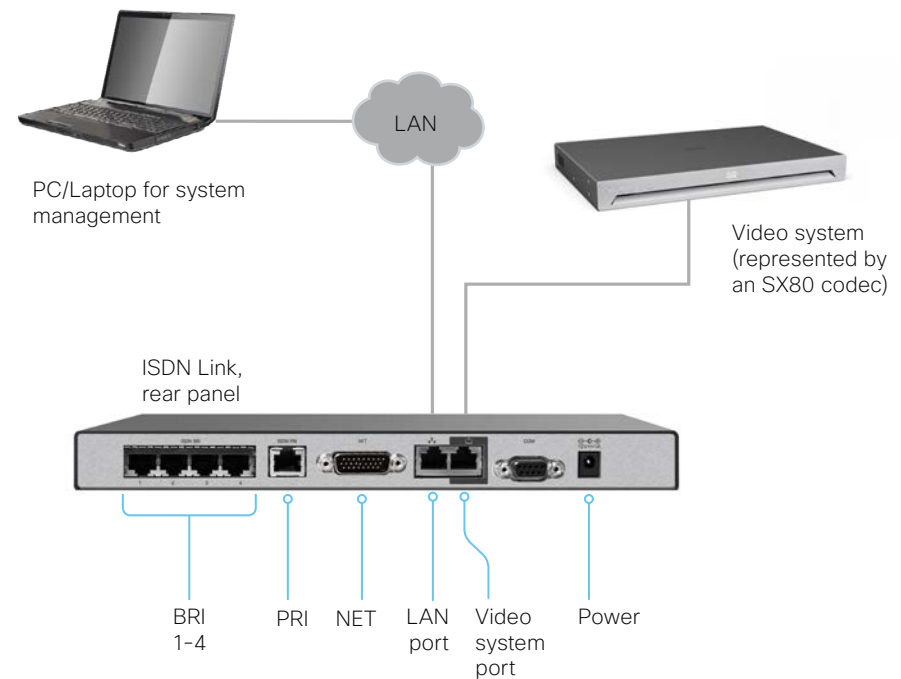 LAN
PC/Laptop for system
management
Video system
(represented by
an SX80 codec)
ISDN Link,
rear panel
ISDN BRI
ISDN PRI
NET
COM
1 2 3 4
BRI
1-4
PRI
NET
LAN
port
Video
system
port
Power